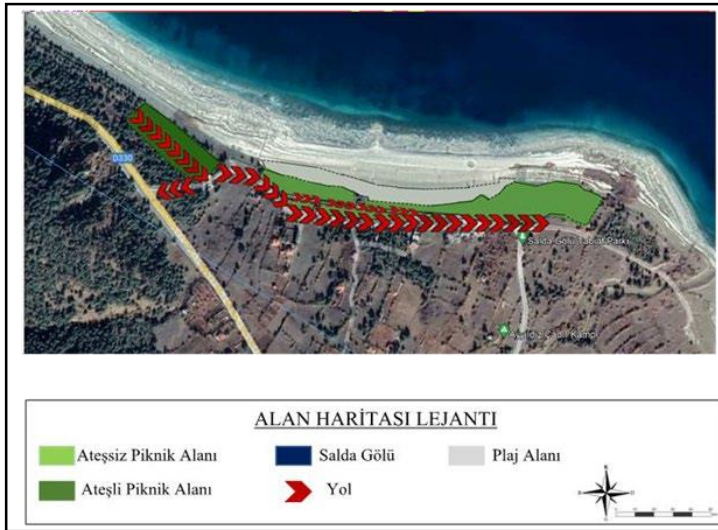 D330
Salda Gölü Tabiat Parkı
ALAN HARİTASI LEJANTI
Ateşsiz Piknik Alanı
Salda Gölü
Plaj Alanı
Ateşli Piknik Alanı
Yol